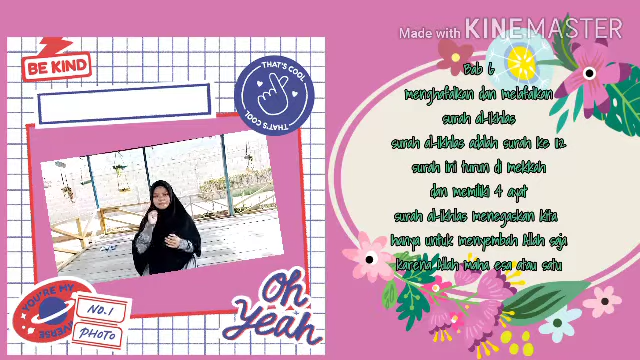 Made with KINEMASTER
BE KIND
THAT'S COOL
THAT'S COOL
YOU'RE MY
UNIVERSE
NO.1
PHOTO
Oh
Yeah
Bab 6
menghafalkan dan melafalkan
surah al-Ikhlas
surah al-Ikhlas adalah surah ke 112
surah ini turun di mekkah
dan memiliki 4 ayat
surah al-Ikhlas menegaskan kita
hanya untuk menyembah Allah saja
karena Allah maha esa atau satu